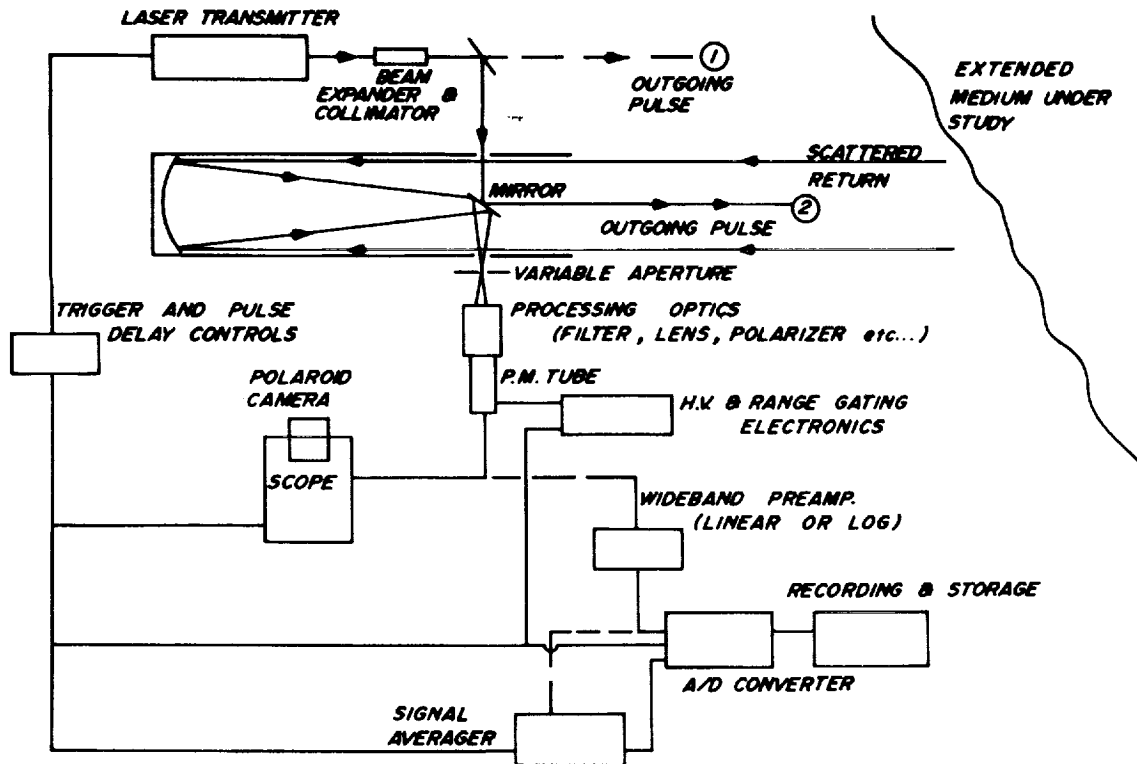 LASER TRANSMITTER
BEAM
EXPANDER &
COLLIMATOR
1
OUTGOING
PULSE
EXTENDED
MEDIUM UNDER
STUDY
SCATTERED
RETURN
MIRROR
OUTGOING PULSE
2
VARIABLE APERTURE
TRIGGER AND PULSE
DELAY CONTROLS
PROCESSING OPTICS
(FILTER, LENS, POLARIZER etc...)
P.M. TUBE
POLAROID
CAMERA
H.V. & RANGE GATING
ELECTRONICS
SCOPE
WIDEBAND PREAMP.
(LINEAR OR LOG)
RECORDING & STORAGE
A/D CONVERTER
SIGNAL
AVERAGER